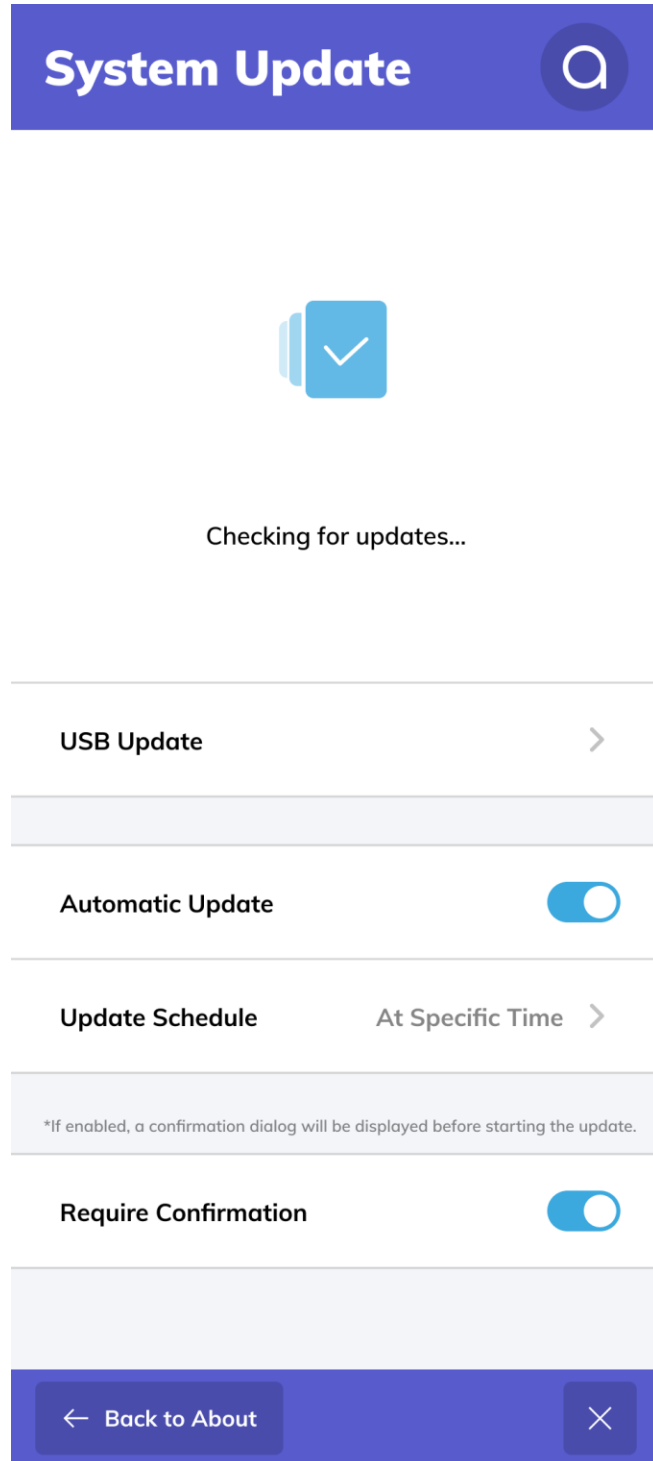 System Update
Checking for updates...
USB Update
Automatic Update
Update Schedule At Specific Time
*If enabled, a confirmation dialog will be displayed before starting the update.
Require Confirmation
Back to About